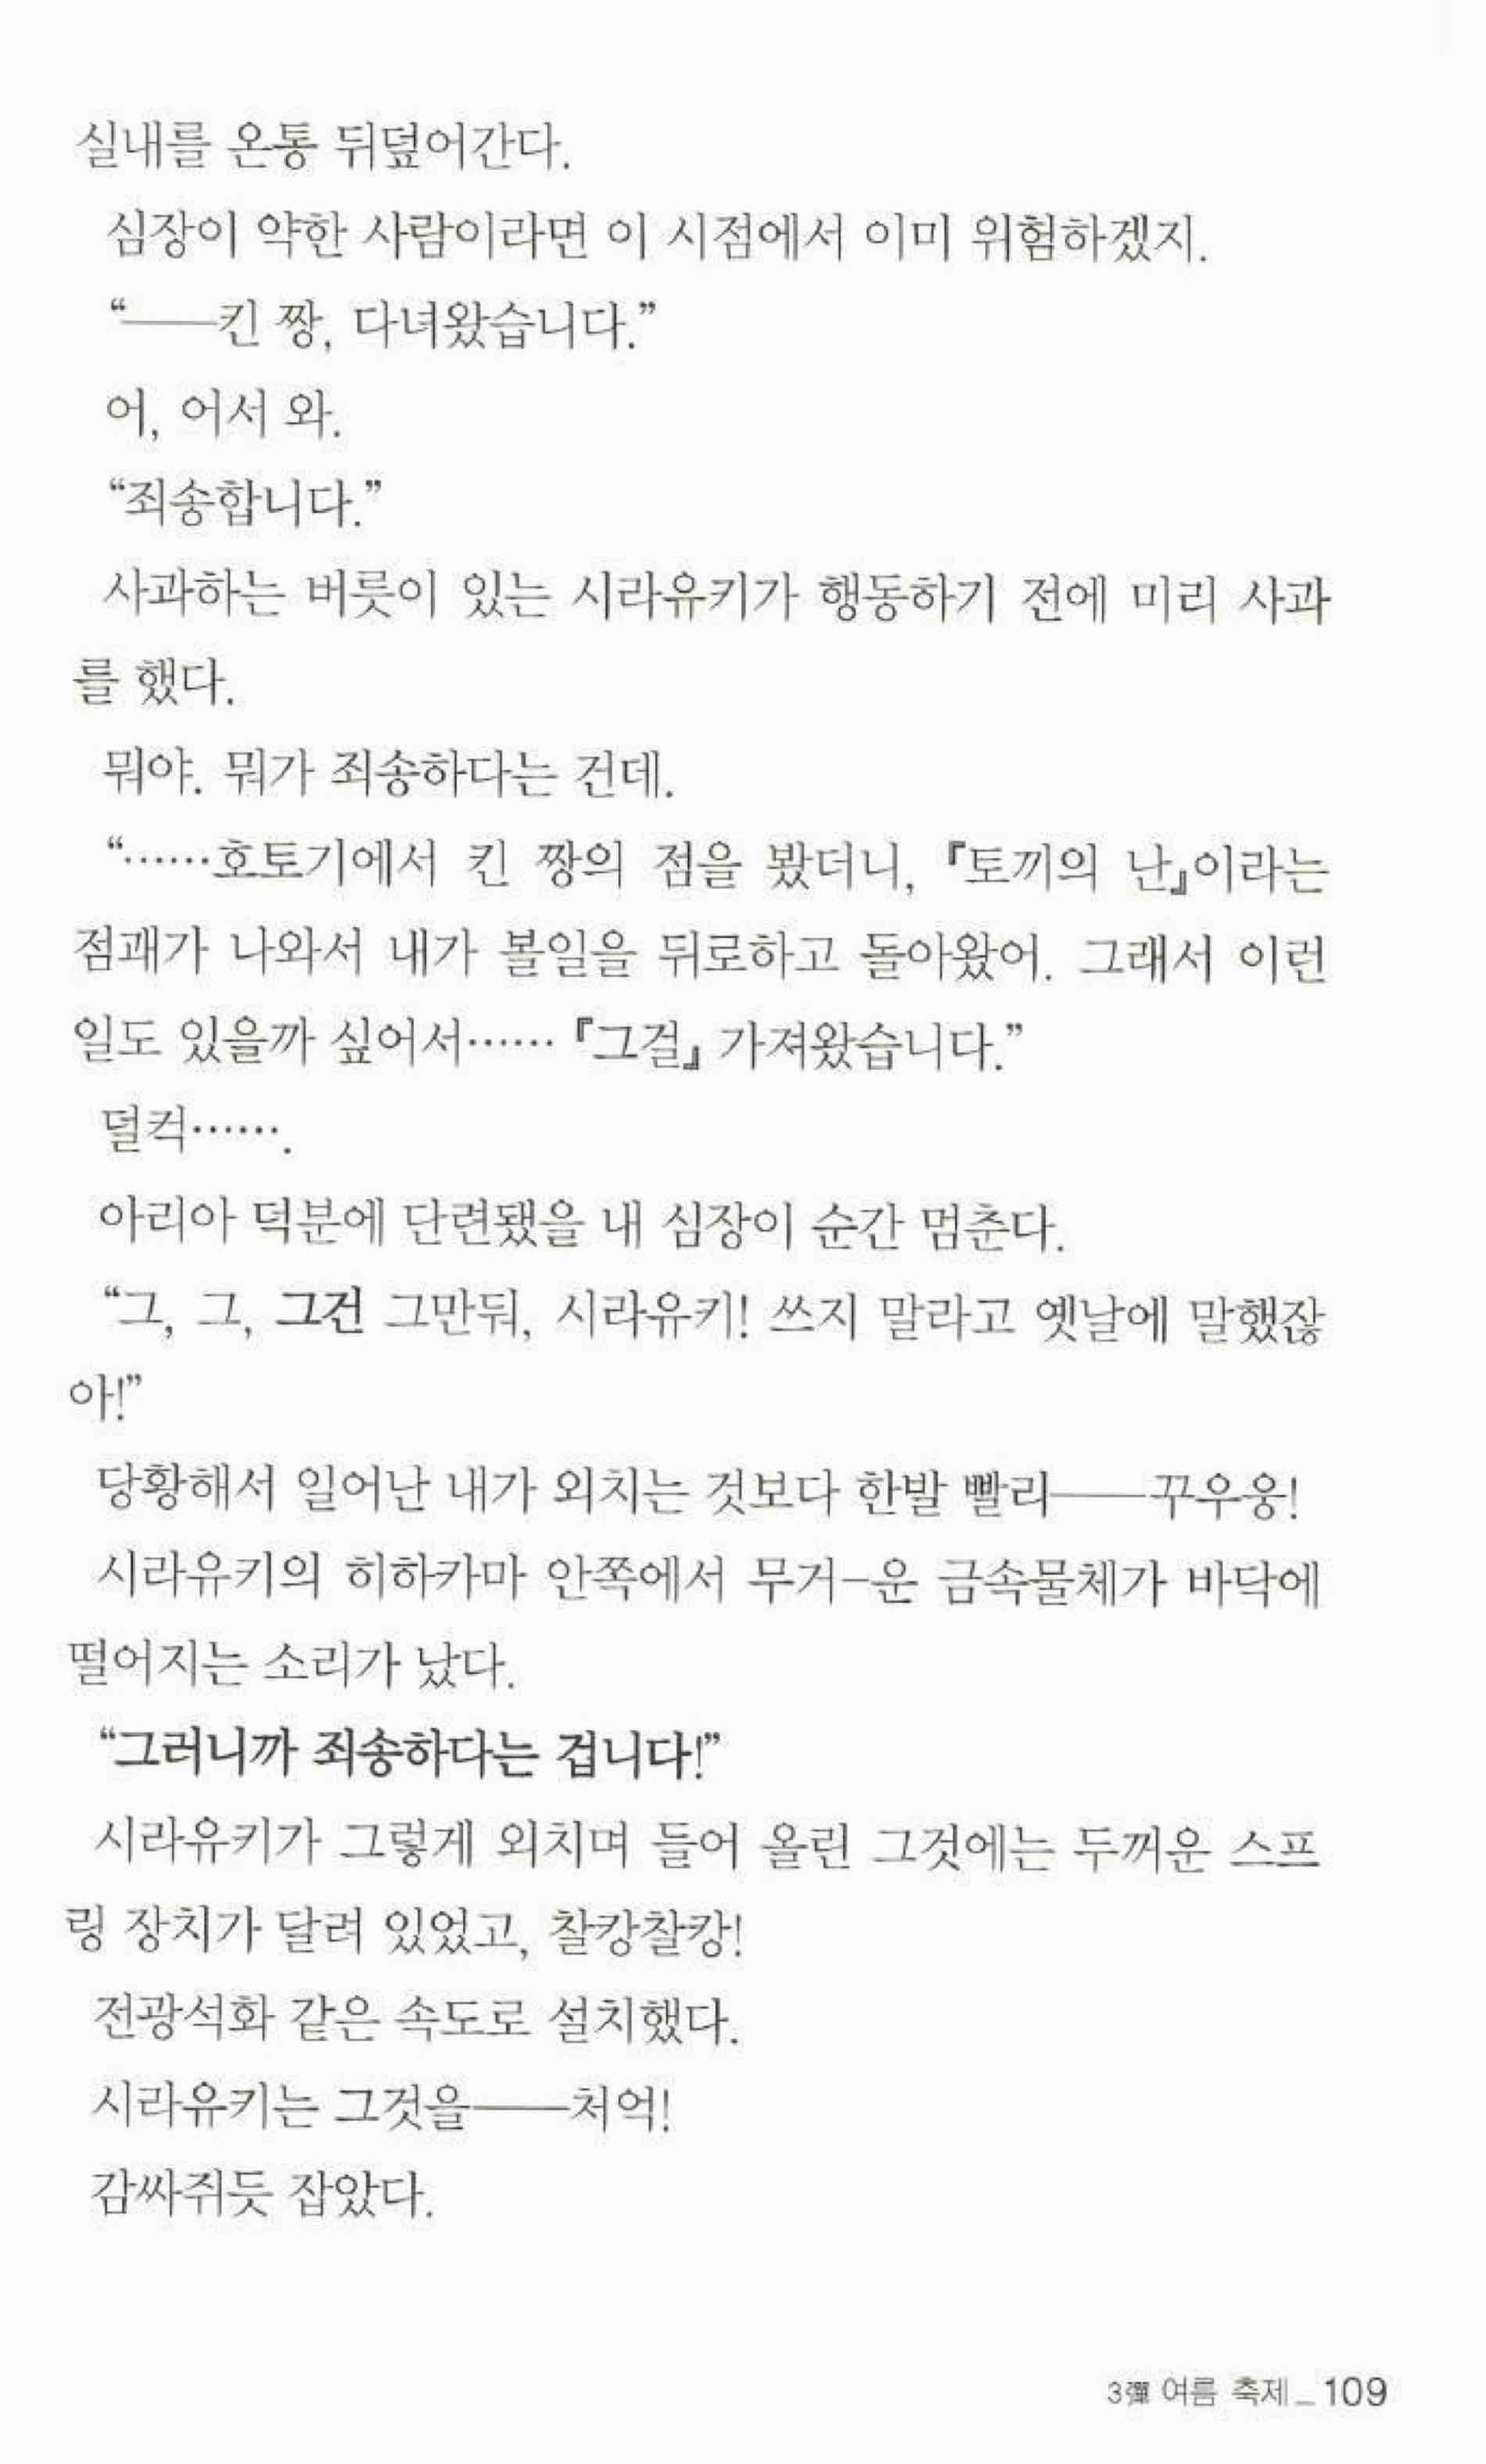 실내를 온통 뒤덮어간다.
심장이 약한 사람이라면 이 시점에서 이미 위험하겠지.
“──킨 짱, 다녀왔습니다.”
어, 어서 와.
“죄송합니다.”
사과하는 버릇이 있는 시라유키가 행동하기 전에 미리 사과
를 했다.
뭐야. 뭐가 죄송하다는 건데.
“……호토기에서 킨 짱의 점을 봤더니, 『토끼의 난』이라는
점괘가 나와서 내가 볼일을 뒤로하고 돌아왔어. 그래서 이런
일도 있을까 싶어서…… 『그걸』 가져왔습니다.”
덜컥…….
아리아 덕분에 단련됐을 내 심장이 순간 멈춘다.
“그, 그, 그건 그만둬, 시라유키! 쓰지 말라고 옛날에 말했잖
아!”
당황해서 일어난 내가 외치는 것보다 한발 빨리──꾸우웅!
시라유키의 히하카마 안쪽에서 무거-운 금속물체가 바닥에
떨어지는 소리가 났다.
“그러니까 죄송하다는 겁니다!”
시라유키가 그렇게 외치며 들어 올린 그것에는 두꺼운 스프
링 장치가 달려 있었고, 찰캉찰캉!
전광석화 같은 속도로 설치했다.
시라유키는 그것을──처억!
감싸쥐듯 잡았다.
3彈 여름 축제_109